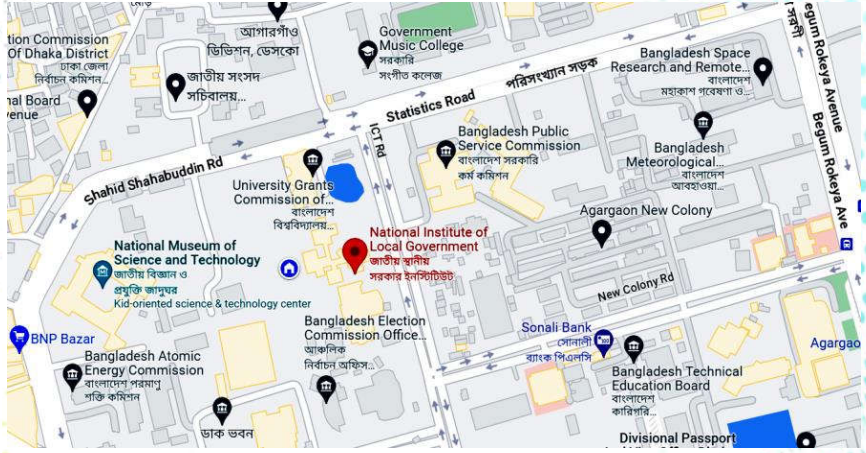 মোড়
আগারগাঁও
ডিভিশন, ডেসকো
tion Commission
Of Dhaka District
ঢাকা জেলা
নির্বাচন কমিশন...
জাতীয় সংসদ
সচিবালয়...
nal Board
venue
Government
Music College
সরকারি
সংগীত কলেজ
Statistics Road
পরিসংখ্যান সড়ক
Bangladesh Space
Research and Remote...
বাংলাদেশ
মহাকাশ গবেষণা ও...
সরণী
Begum Rokeya Avenue
Begum Rokeya Ave
ICT Rd
Shahid Shahabuddin Rd
Bangladesh Public
Service Commission
বাংলাদেশ সরকারি
কর্ম কমিশন
Bangladesh
Meteorological...
বাংলাদেশ
আবহাওয়া...
University Grants
Commission of...
বাংলাদেশ
বিশ্ববিদ্যালয়...
Agargaon New Colony
National Institute of
Local Government
জাতীয় স্থানীয়
সরকার ইনস্টিটিউট
National Museum of
Science and Technology
জাতীয় বিজ্ঞান ও
প্রযুক্তি জাদুঘর
Kid-oriented science & technology center
New Colony Rd
BNP Bazar
Bangladesh Election
Commission Office...
আঞ্চলিক
নির্বাচন অফিস...
Sonali Bank
সোনালী
ব্যাংক পিএলসি
Agargao
Bangladesh Atomic
Energy Commission
বাংলাদেশ পরমাণু
শক্তি কমিশন
Bangladesh Technical
Education Board
বাংলাদেশ
কারিগরি...
ডাক ভবন
Divisional Passport